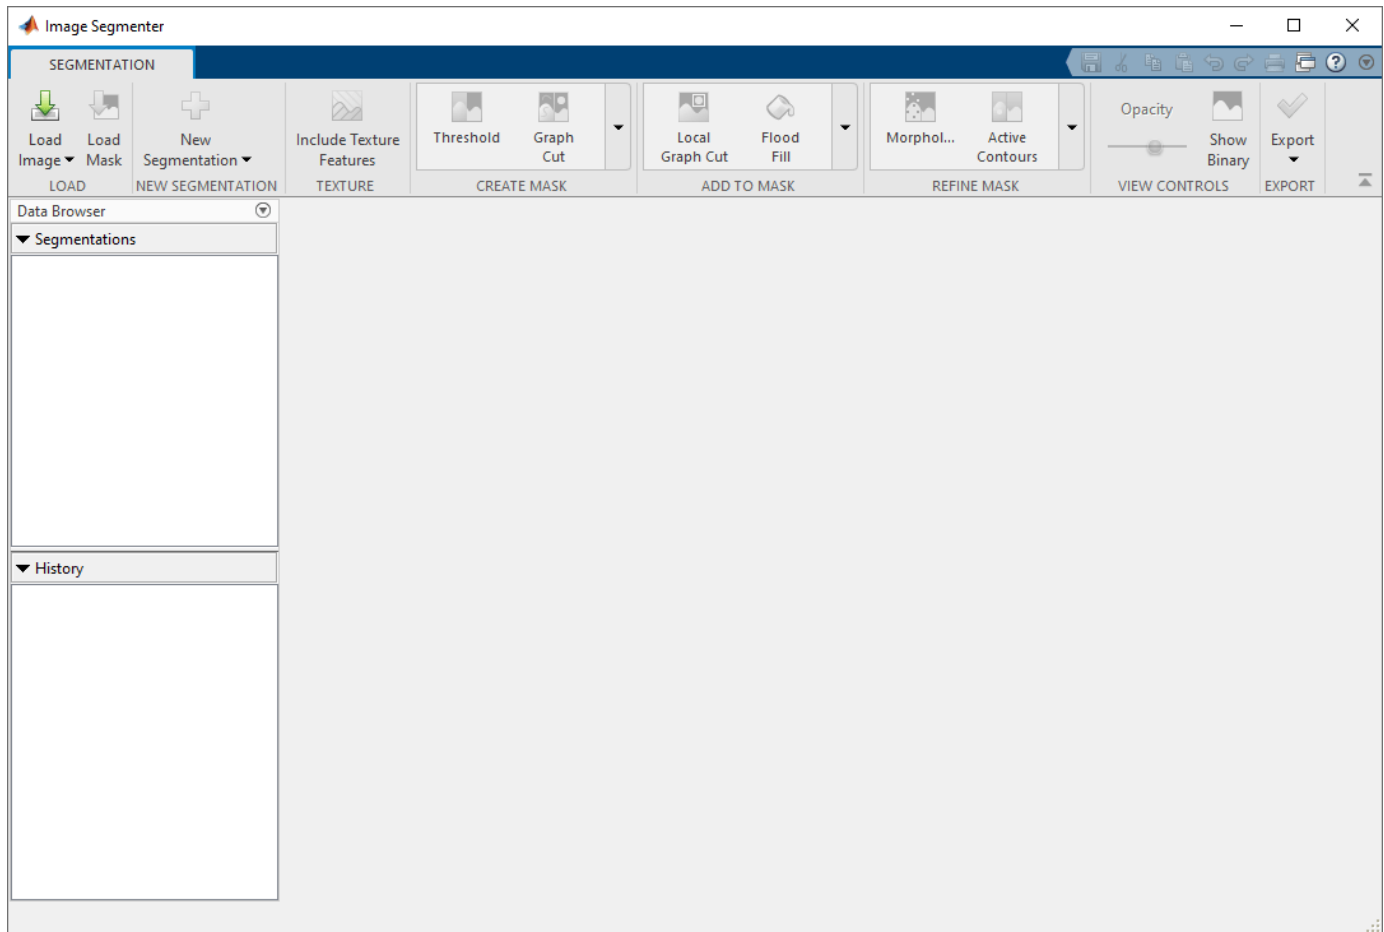 Image Segmenter
SEGMENTATION
Load Image
Load Mask
New Segmentation
Include Texture Features
Threshold
Graph Cut
Local Graph Cut
Flood Fill
Morphol...
Active Contours
Opacity
Show Binary
Export
LOAD
NEW SEGMENTATION
TEXTURE
CREATE MASK
ADD TO MASK
REFINE MASK
VIEW CONTROLS
EXPORT
Data Browser
Segmentations
History